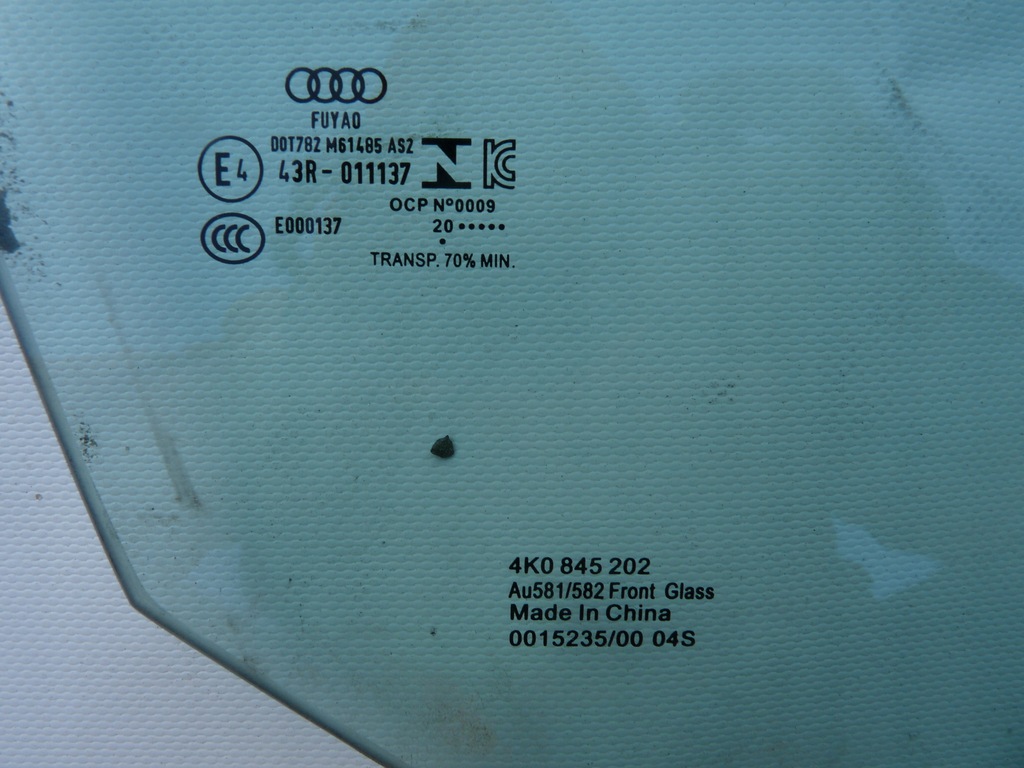 FUYAO
DOT782 M61485 AS2
E4
43R-011137
OCP Nº0009
CCC
E000137
20•••••
•
TRANSP. 70% MIN.
4K0 845 202
Au581/582 Front Glass
Made In China
0015235/00 04S